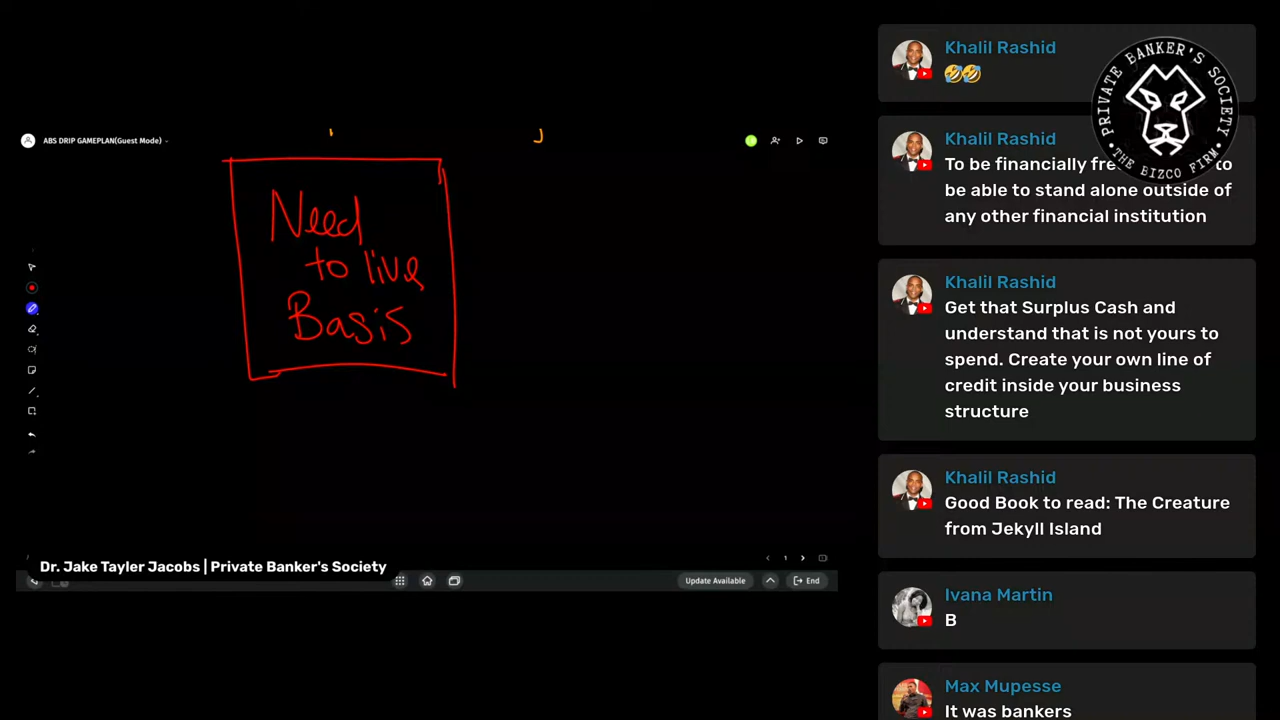 ABS DRIP GAMEPLAN(Guest Mode)
Need
to live
Basis
Dr. Jake Tayler Jacobs | Private Banker's Society
1
Update Available
End
Khalil Rashid
🤣🤣
Khalil Rashid
To be financially to
be able to stand alone outside of
any other financial institution
Khalil Rashid
Get that Surplus Cash and
understand that is not yours to
spend. Create your own line of
credit inside your business
structure
Khalil Rashid
Good Book to read: The Creature
from Jekyll Island
Ivana Martin
B
Max Mupesse
It was bankers
PRIVATE BANKER'S SOCIETY
• THE BIZCO FIRM •